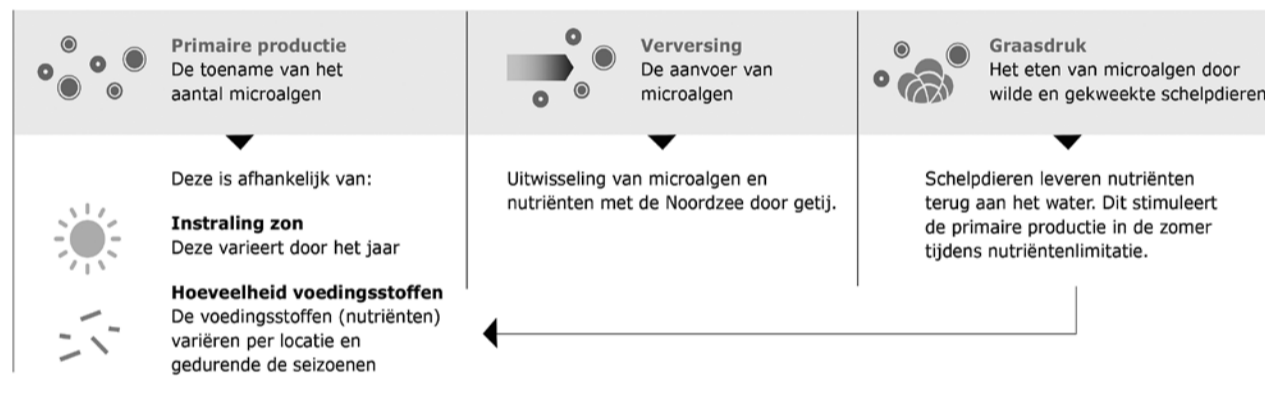 Primaire productie
De toename van het
aantal microalgen
Verversing
De aanvoer van
microalgen
Graasdruk
Het eten van microalgen door
wilde en gekweekte schelpdieren
Deze is afhankelijk van:
Instraling zon
Deze varieert door het jaar
Hoeveelheid voedingsstoffen
De voedingsstoffen (nutriënten)
variëren per locatie en
gedurende de seizoenen
Uitwisseling van microalgen en
nutriënten met de Noordzee door getij.
Schelpdieren leveren nutriënten
terug aan het water. Dit stimuleert
de primaire productie in de zomer
tijdens nutriëntenlimitatie.